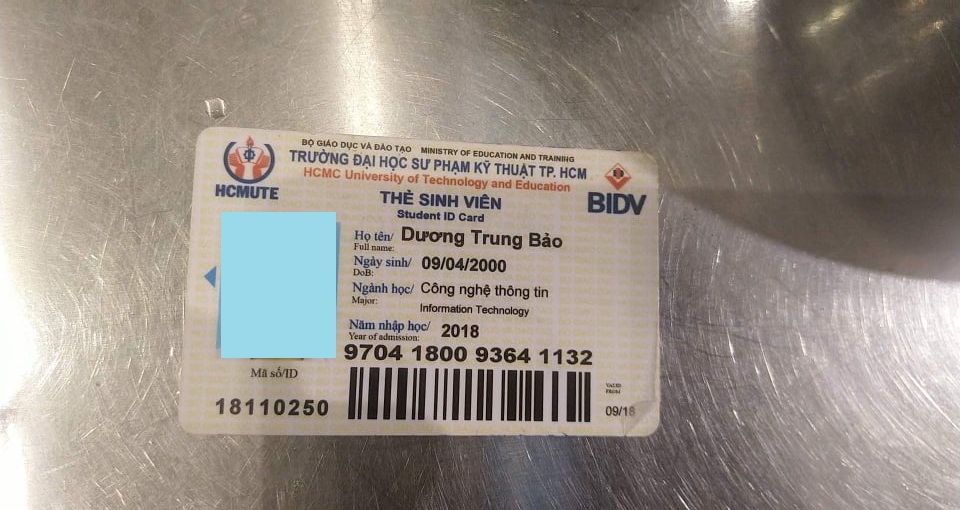 BỘ GIÁO DỤC VÀ ĐÀO TẠO MINISTRY OF EDUCATION AND TRAINING
TRƯỜNG ĐẠI HỌC SƯ PHẠM KỸ THUẬT TP. HCM
HCMC University of Technology and Education
HCMUTE
BIDV
THẺ SINH VIÊN
Student ID Card
Họ tên/ Dương Trung Bảo
Full name:
Ngày sinh/ 09/04/2000
DoB:
Ngành học/ Công nghệ thông tin
Major: Information Technology
Năm nhập học/ 2018
Year of admission:
9704 1800 9364 1132
Mã số/ID
18110250
VALID
FROM
09/18